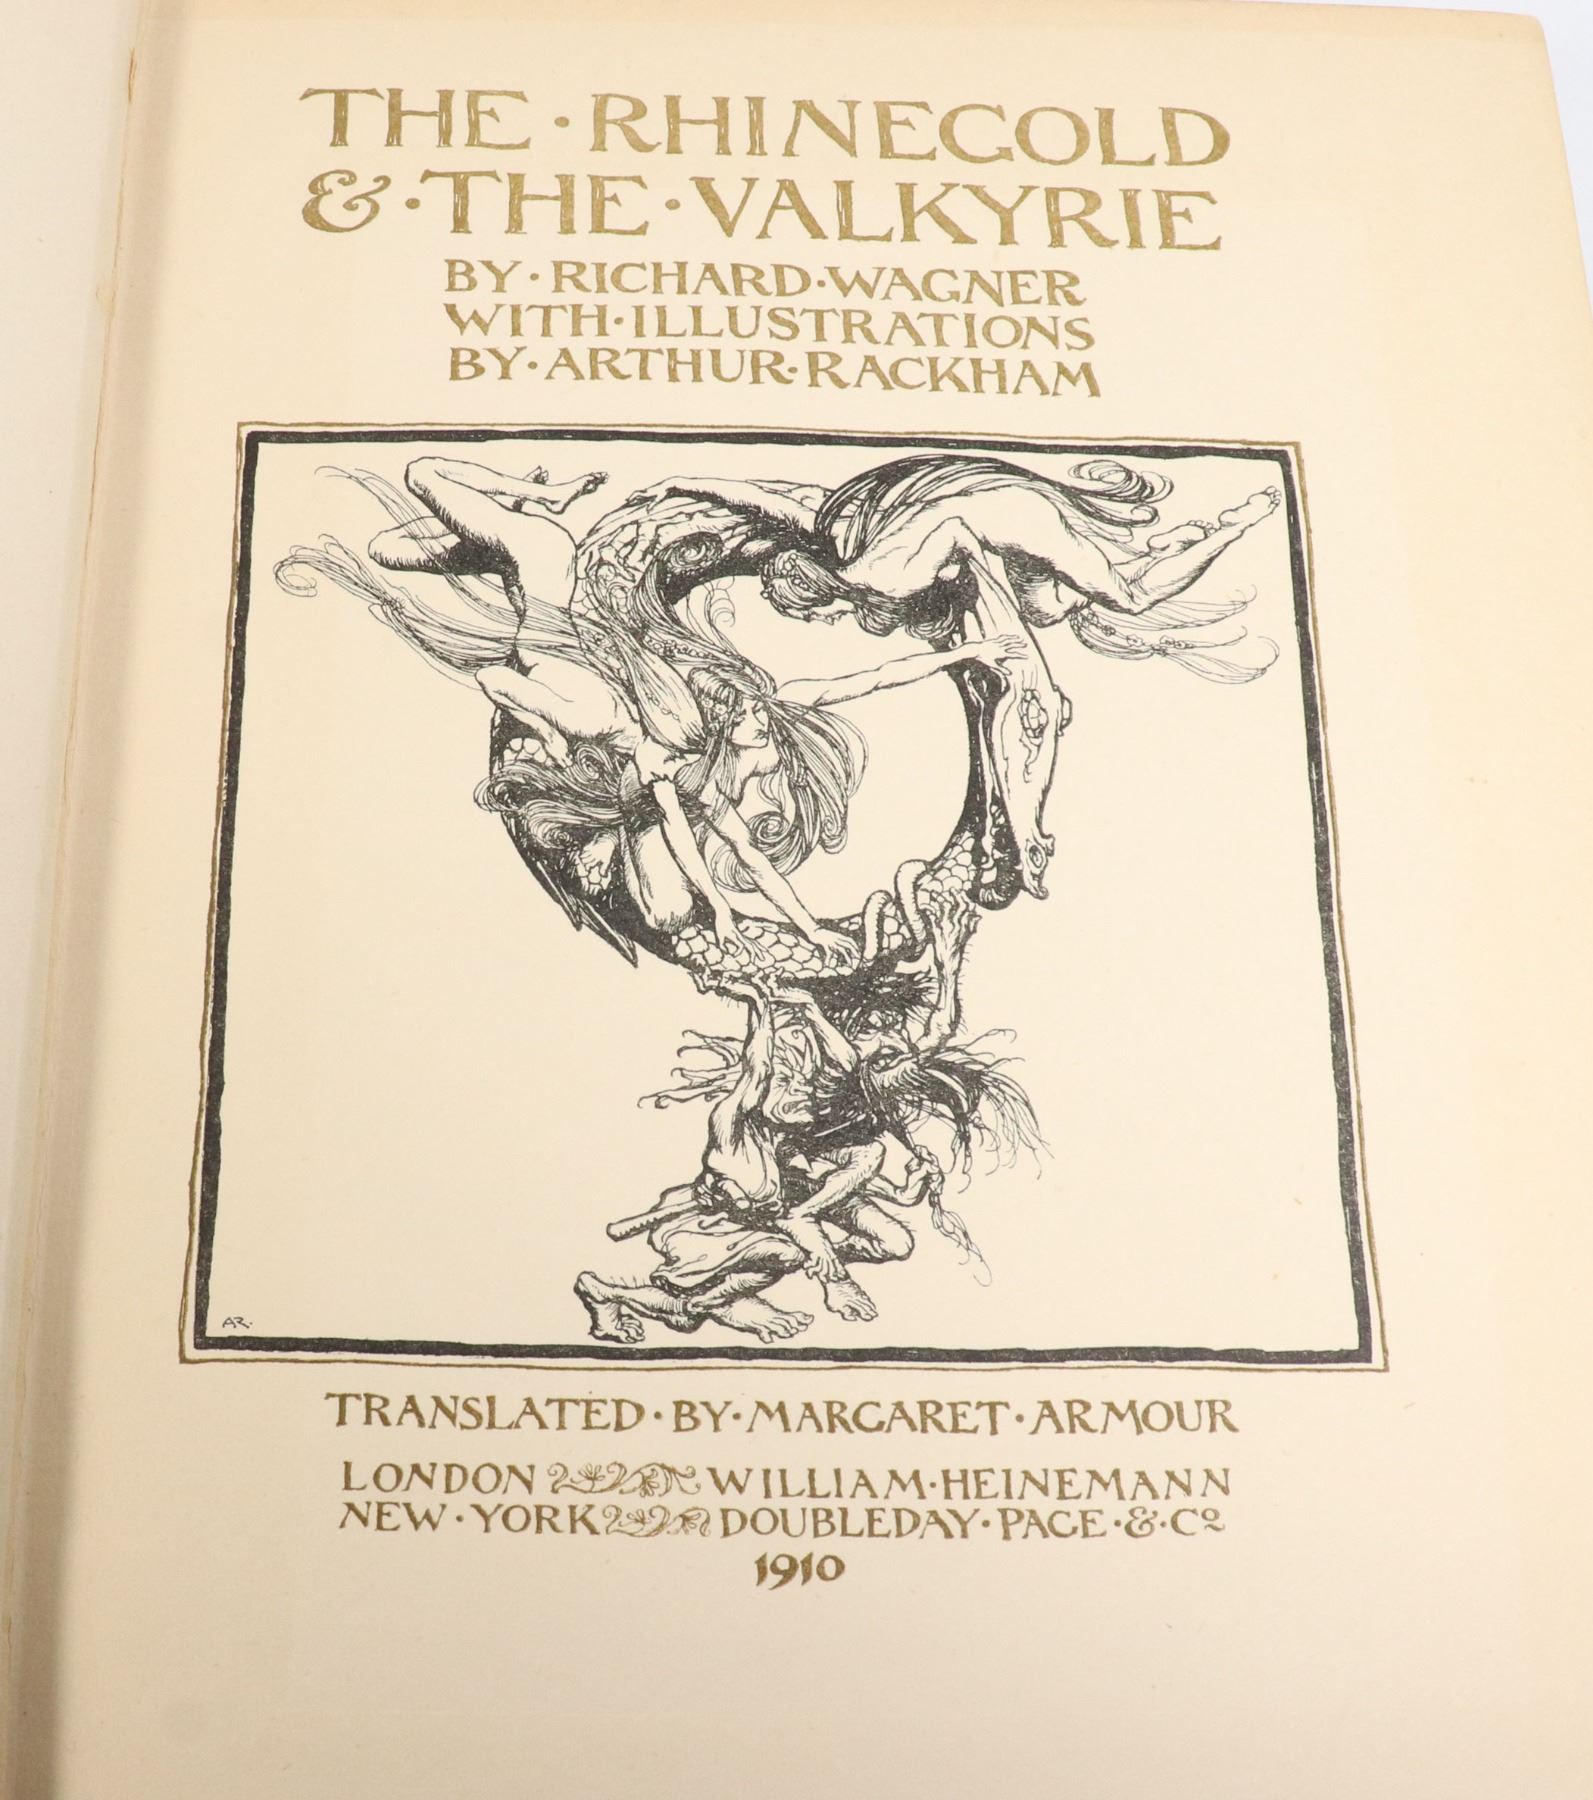 THE · RHINEGOLD
& · THE · VALKYRIE
BY · RICHARD · WAGNER
WITH · ILLUSTRATIONS
BY · ARTHUR · RACKHAM
AR.
TRANSLATED · BY · MARGARET · ARMOUR
LONDON WILLIAM · HEINEMANN
NEW · YORK DOUBLEDAY · PAGE · & · Cº
1910